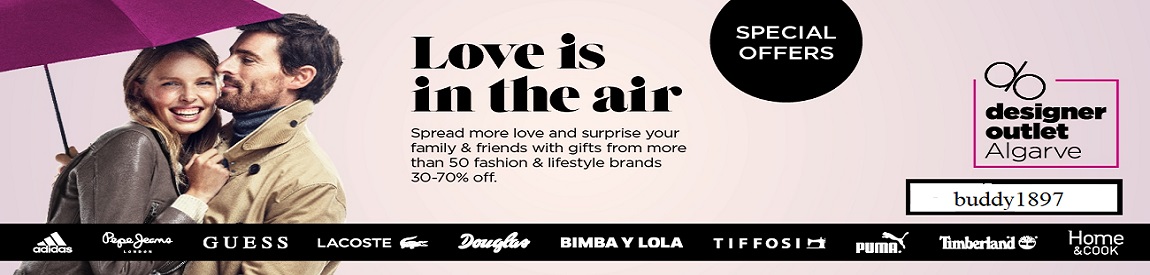 Love is
in the air
Spread more love and surprise your
family & friends with gifts from more
than 50 fashion & lifestyle brands
30-70% off.
SPECIAL
OFFERS
designer
outlet
Algarve
buddy1897
adidas
Pepe Jeans
LONDON
GUESS
LACOSTE
Douglas
BIMBA Y LOLA
TIFFOSI
PUMA
Timberland
Home
&COOK